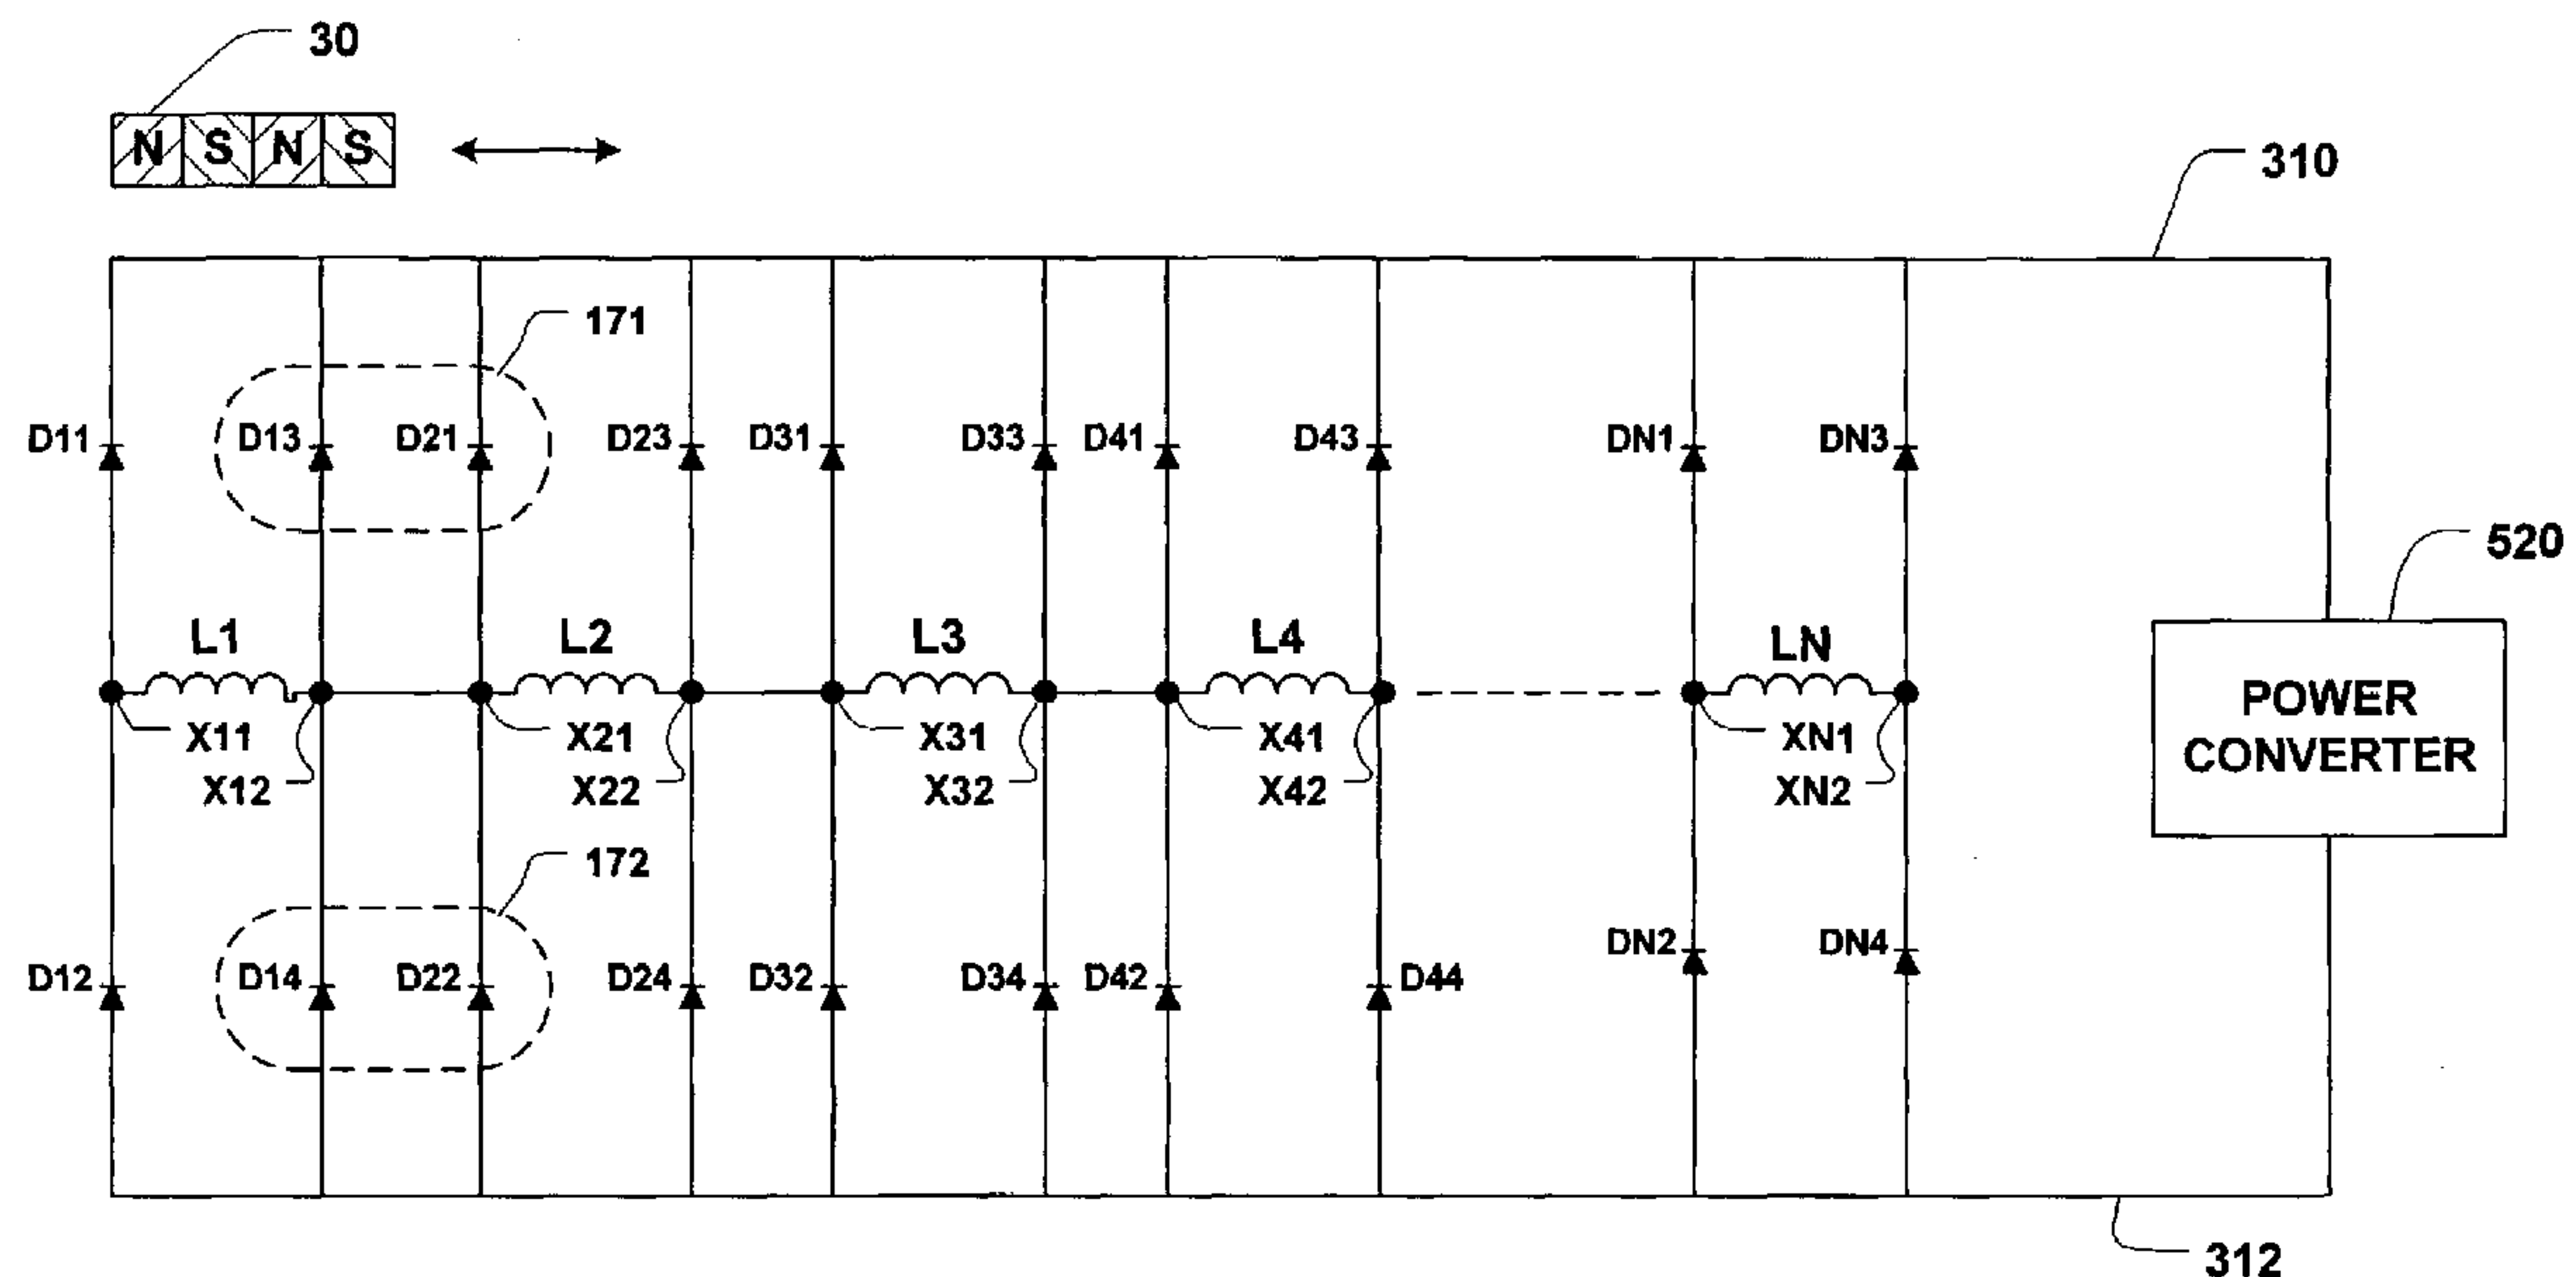 30
N S N S
310
171
D11 D13 D21 D23 D31 D33 D41 D43 DN1 DN3
520
L1 L2 L3 L4 LN
X11 X21 X31 X41 XN1
X12 X22 X32 X42 XN2
POWER
CONVERTER
172
DN2 DN4
D12 D14 D22 D24 D32 D34 D42 D44
312